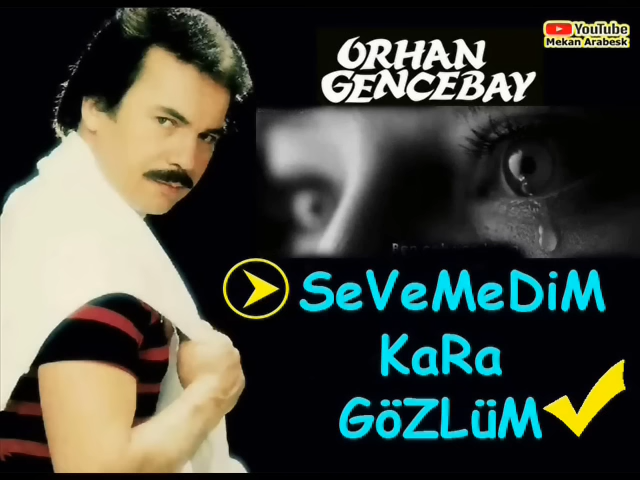 YouTube
Mekan Arabesk
ORHAN
GENCEBAY
SeVeMeDiM
KaRa
GöZLüM